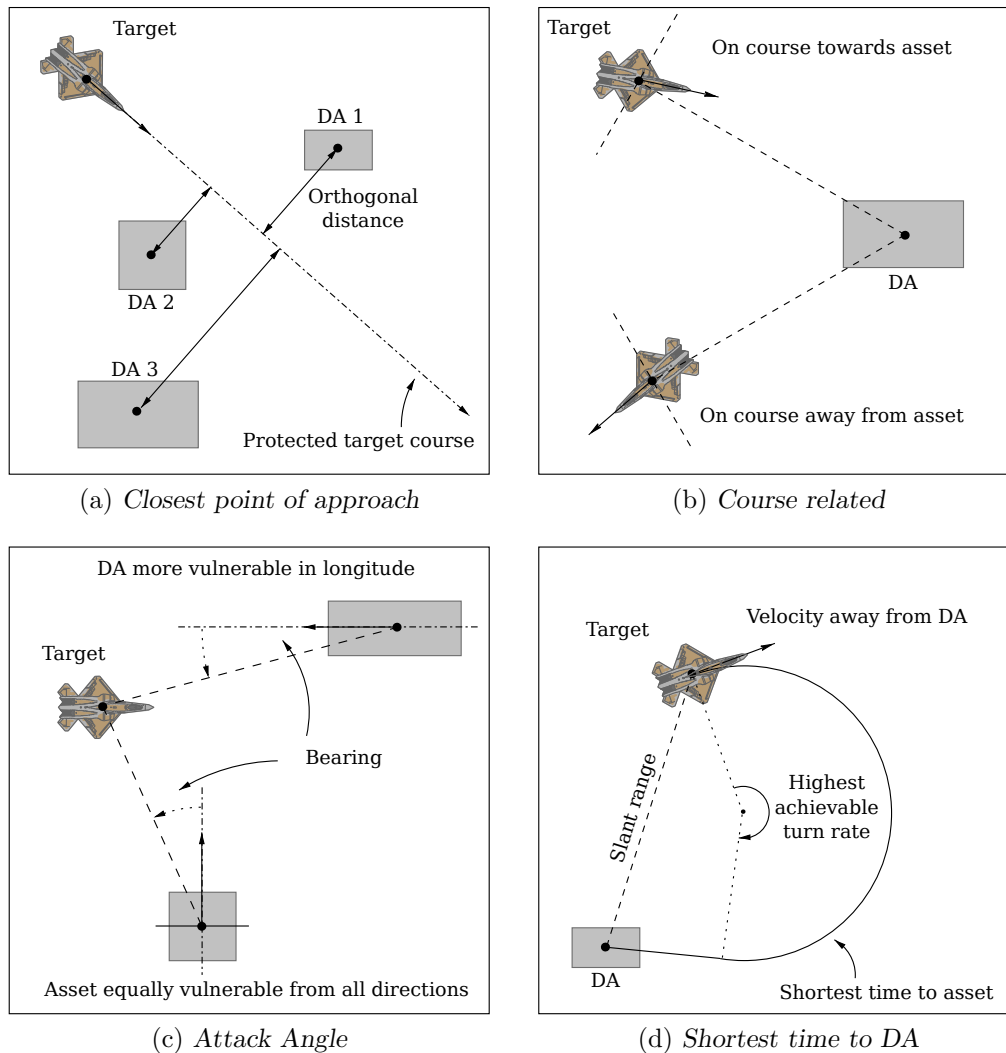 Target
DA 1
Orthogonal
distance
DA 2
DA 3
Protected target course
(a) Closest point of approach
Target
On course towards asset
DA
On course away from asset
(b) Course related
DA more vulnerable in longitude
Target
Bearing
Asset equally vulnerable from all directions
(c) Attack Angle
Velocity away from DA
Target
Slant range
Highest
achievable
turn rate
DA
Shortest time to asset
(d) Shortest time to DA